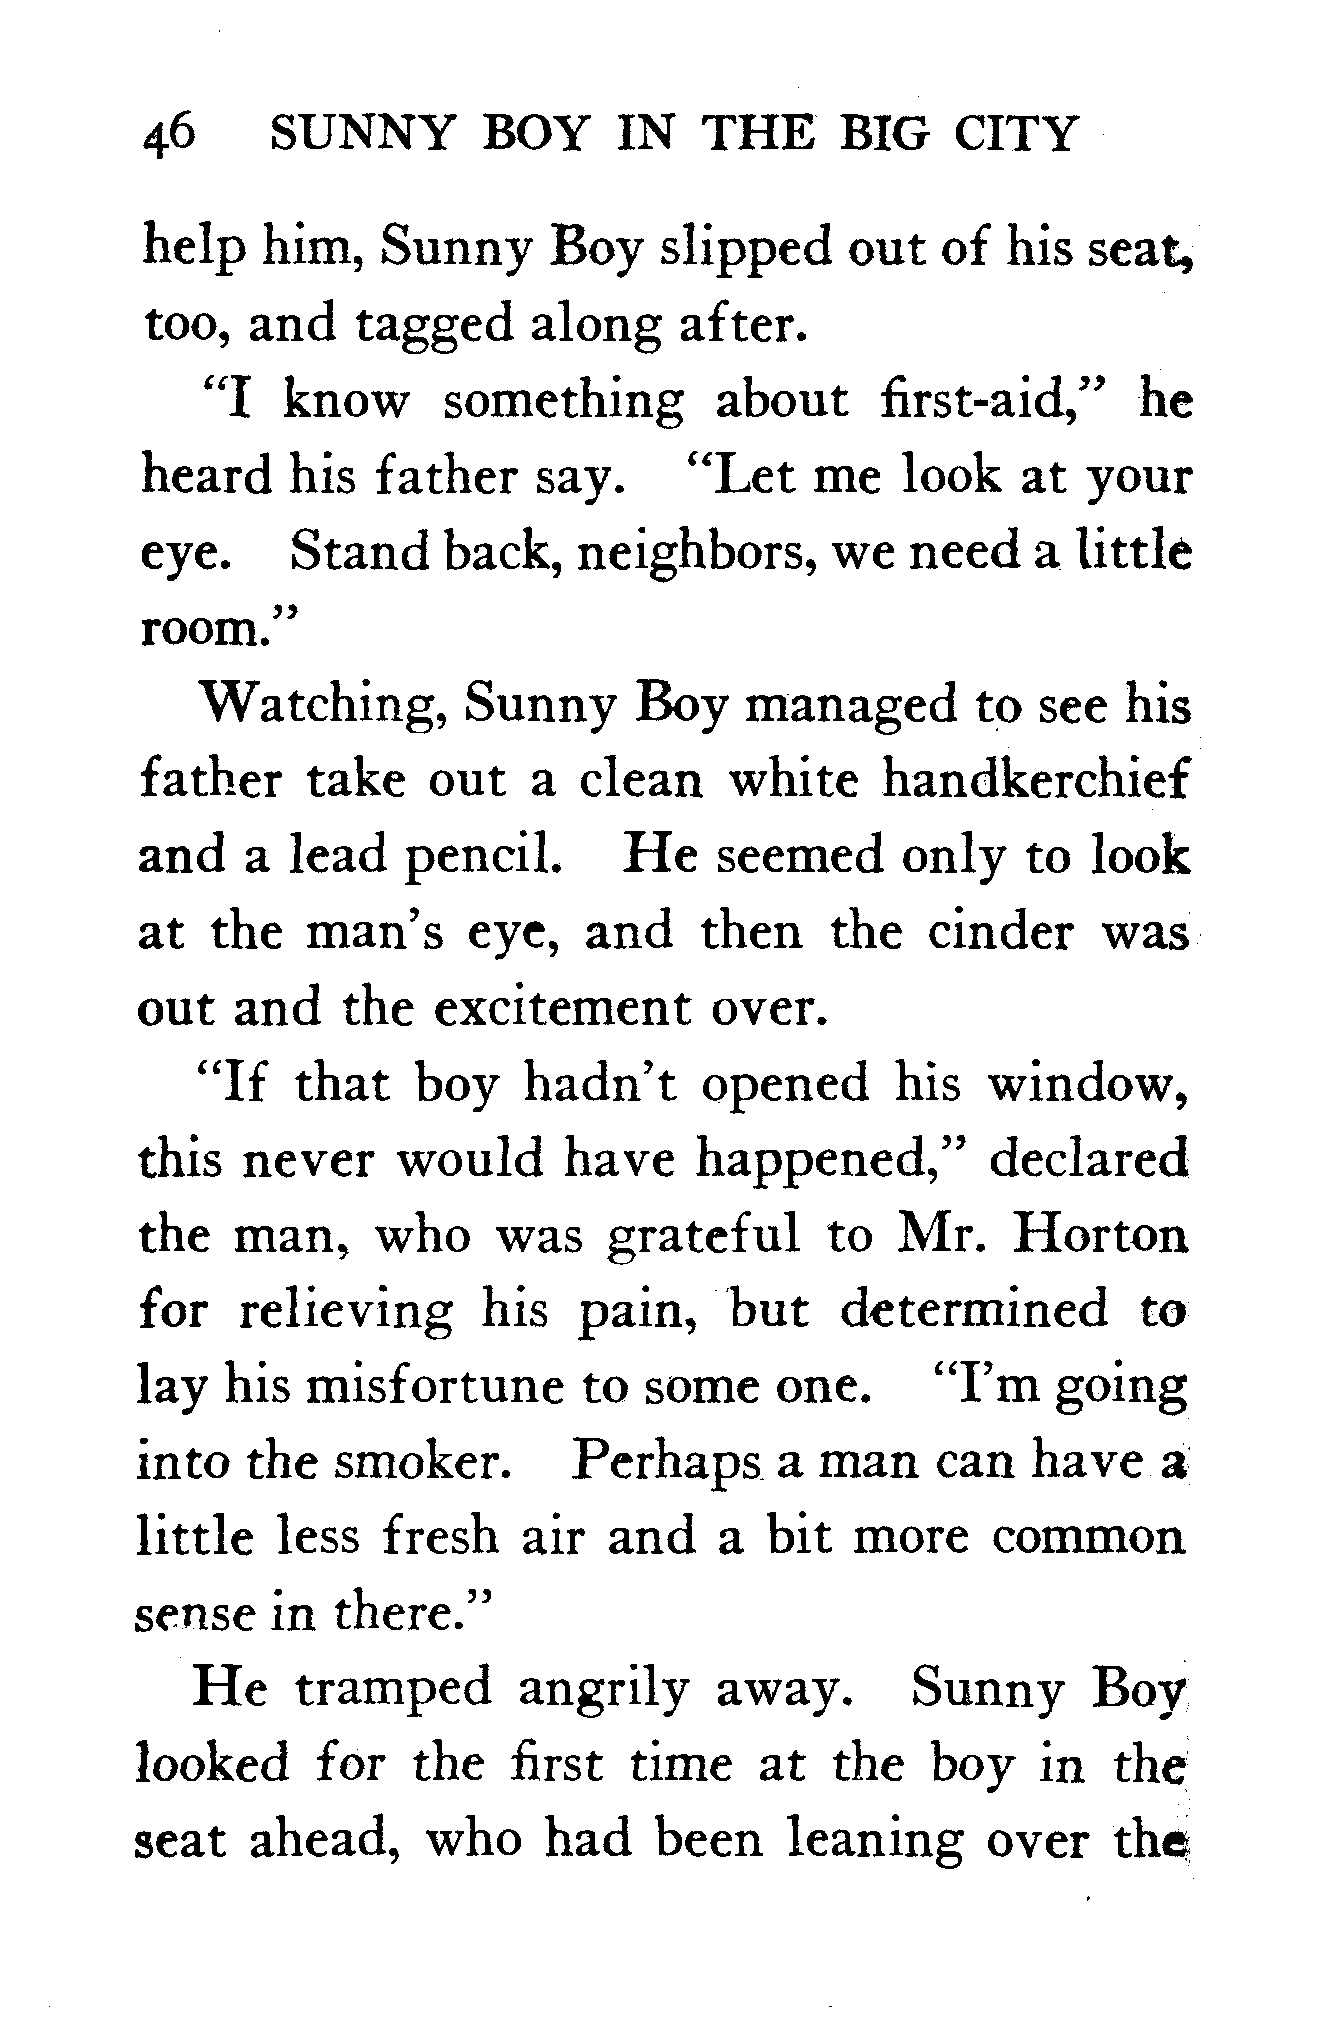 46 SUNNY BOY IN THE BIG CITY
help him, Sunny Boy slipped out of his seat,
too, and tagged along after.
“I know something about first-aid,” he
heard his father say. “Let me look at your
eye. Stand back, neighbors, we need a little
room.”
Watching, Sunny Boy managed to see his
father take out a clean white handkerchief
and a lead pencil. He seemed only to look
at the man’s eye, and then the cinder was
out and the excitement over.
“If that boy hadn’t opened his window,
this never would have happened,” declared
the man, who was grateful to Mr. Horton
for relieving his pain, but determined to
lay his misfortune to some one. “I’m going
into the smoker. Perhaps a man can have a
little less fresh air and a bit more common
sense in there.”
He tramped angrily away. Sunny Boy
looked for the first time at the boy in the
seat ahead, who had been leaning over the